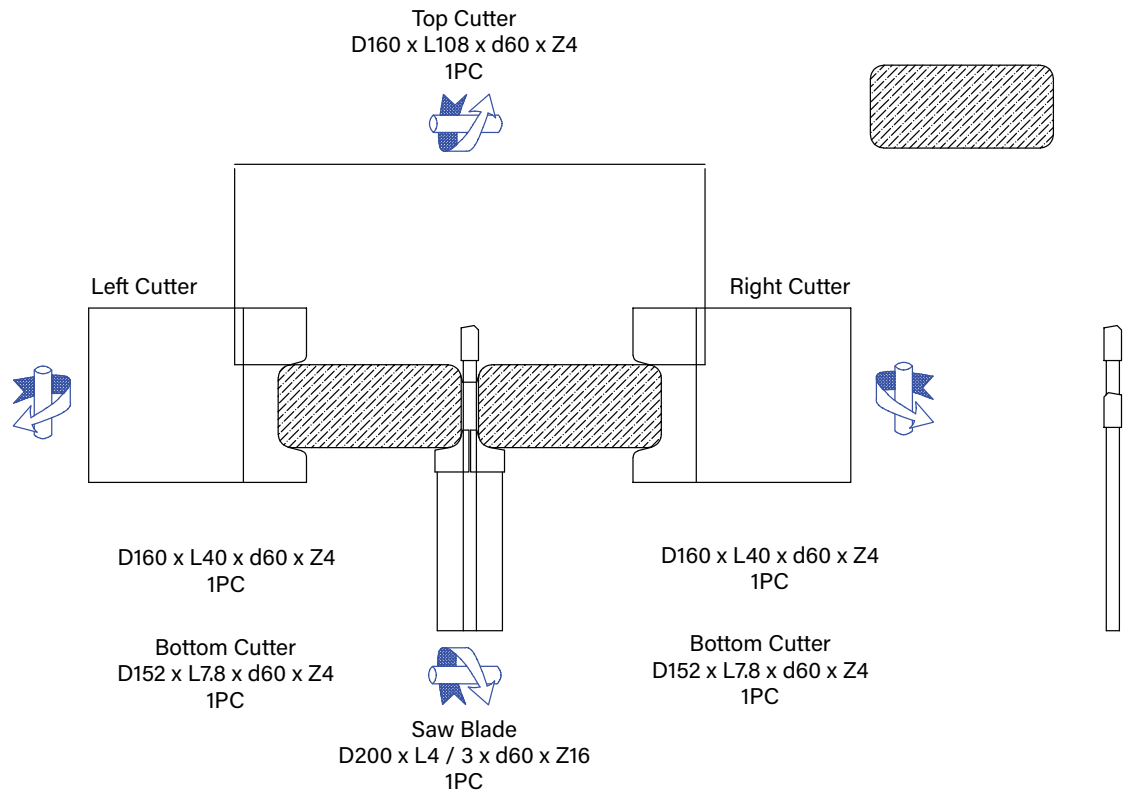 Top Cutter
D160 x L108 x d60 x Z4
1PC
Left Cutter
Right Cutter
D160 x L40 x d60 x Z4
1PC
D160 x L40 x d60 x Z4
1PC
Bottom Cutter
D152 x L7.8 x d60 x Z4
1PC
Bottom Cutter
D152 x L7.8 x d60 x Z4
1PC
Saw Blade
D200 x L4 / 3 x d60 x Z16
1PC